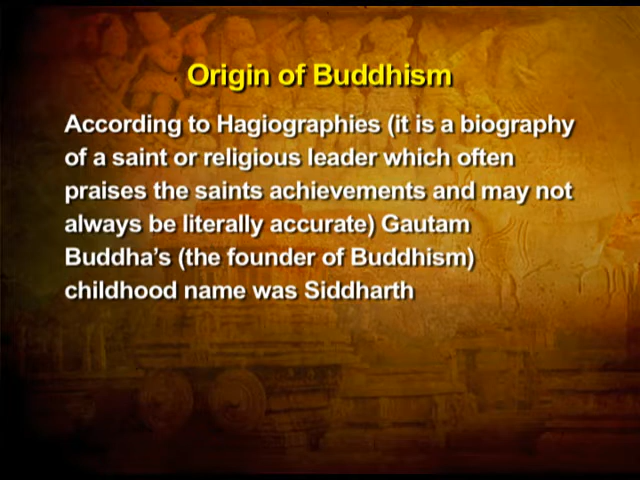 Origin of Buddhism
According to Hagiographies (it is a biography
of a saint or religious leader which often
praises the saints achievements and may not
always be literally accurate) Gautam
Buddha's (the founder of Buddhism)
childhood name was Siddharth